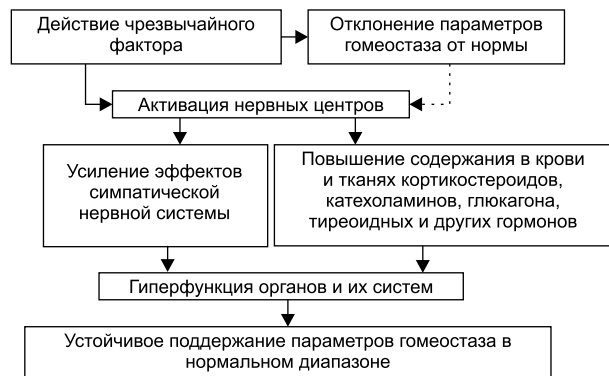 Действие чрезвычайного
фактора
Отклонение параметров
гомеостаза от нормы
Активация нервных центров
Усиление эффектов
симпатической
нервной системы
Повышение содержания в крови
и тканях кортикостероидов,
катехоламинов, глюкагона,
тиреоидных и других гормонов
Гиперфункция органов и их систем
Устойчивое поддержание параметров гомеостаза в
нормальном диапазоне